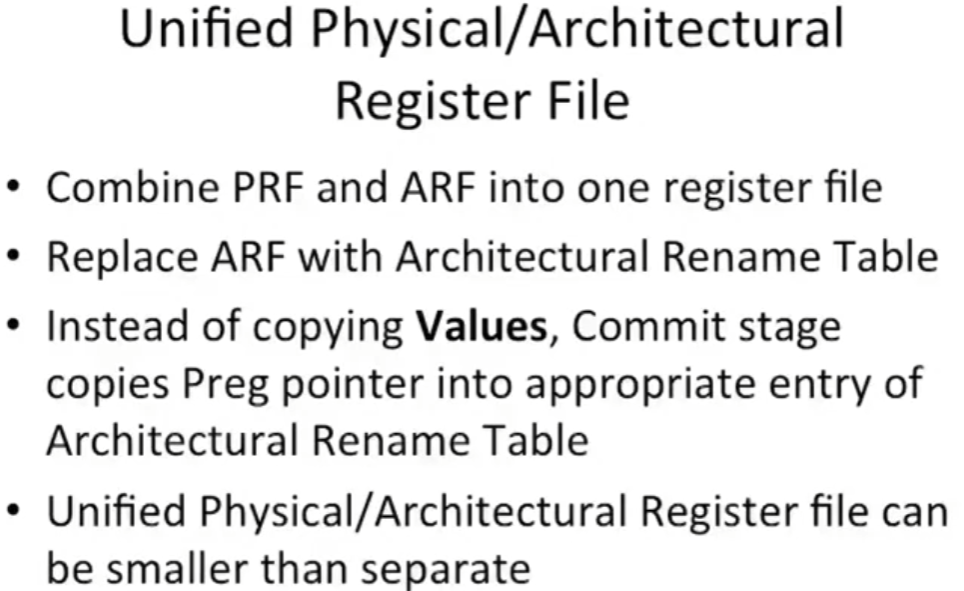 Unified Physical/Architectural
Register File
• Combine PRF and ARF into one register file
• Replace ARF with Architectural Rename Table
• Instead of copying Values, Commit stage
copies Preg pointer into appropriate entry of
Architectural Rename Table
• Unified Physical/Architectural Register file can
be smaller than separate